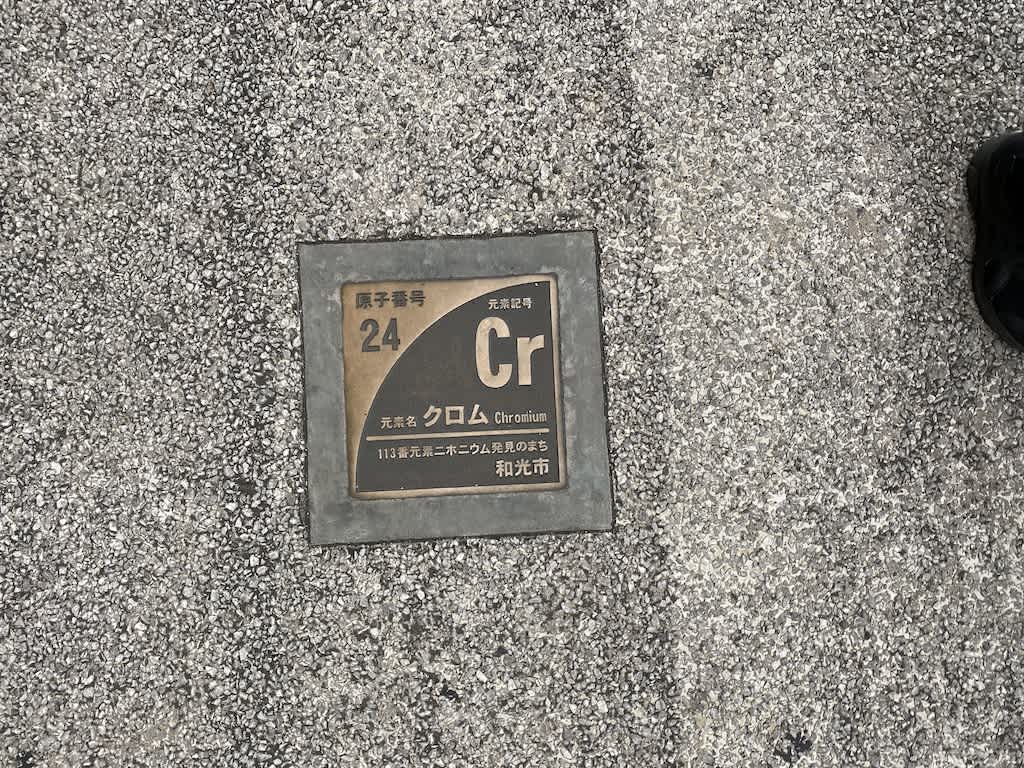 原子番号
24
元素記号
Cr
元素名 クロム Chromium
113番元素ニホニウム発見のまち
和光市